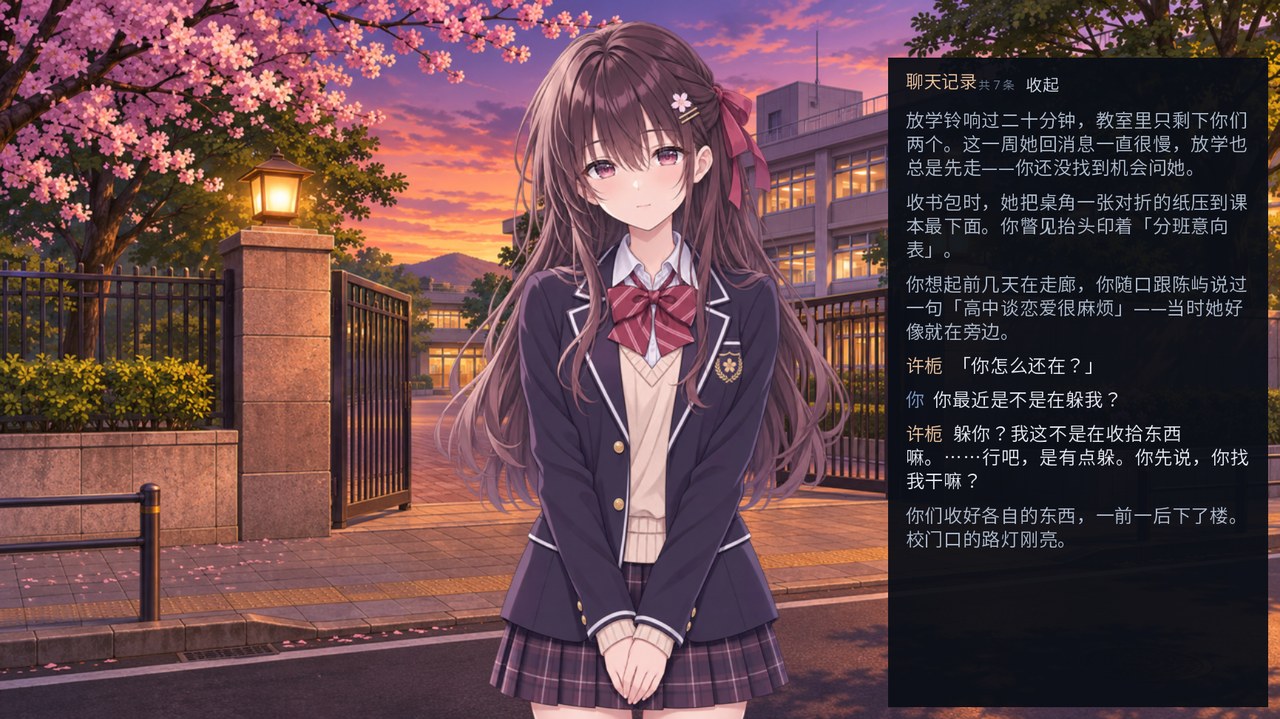 聊天记录 共 7 条 收起
放学铃响过二十分钟，教室里只剩下你们
两个。这一周她回消息一直很慢，放学也
总是先走——你还没找到机会问她。
收书包时，她把桌角一张对折的纸压到课
本最下面。你瞥见抬头印着「分班意向
表」。
你想起前几天在走廊，你随口跟陈屿说过
一句「高中谈恋爱很麻烦」——当时她好
像就在旁边。
许栀 「你怎么还在？」
你 你最近是不是在躲我？
许栀 躲你？我这不是在收拾东西
嘛。……行吧，是有点躲。你先说，你找
我干嘛？
你们收好各自的东西，一前一后下了楼。
校门口的路灯刚亮。